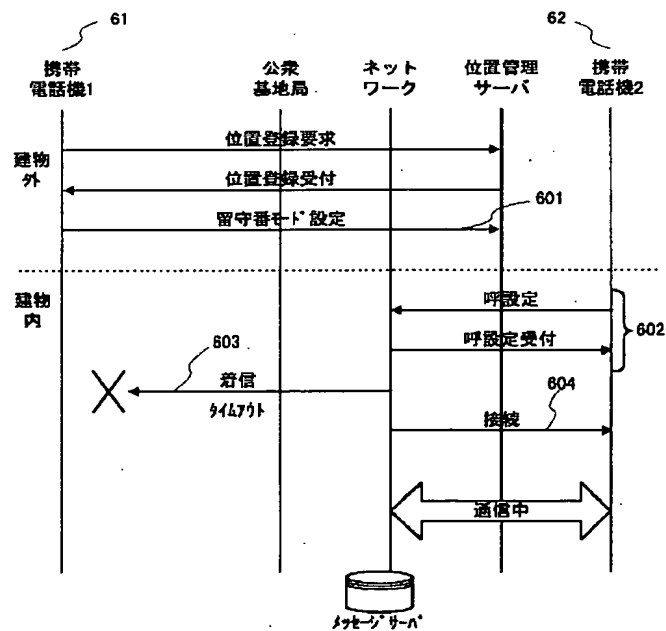 61
62
携帯
電話機1
公衆
基地局
ネット
ワーク
位置管理
サーバ
携帯
電話機2
建物
外
位置登録要求
位置登録受付
601
留守番モード設定
建物
内
呼設定
602
呼設定受付
603
着信
タイムアウト
604
接続
通信中
メッセージサーバ